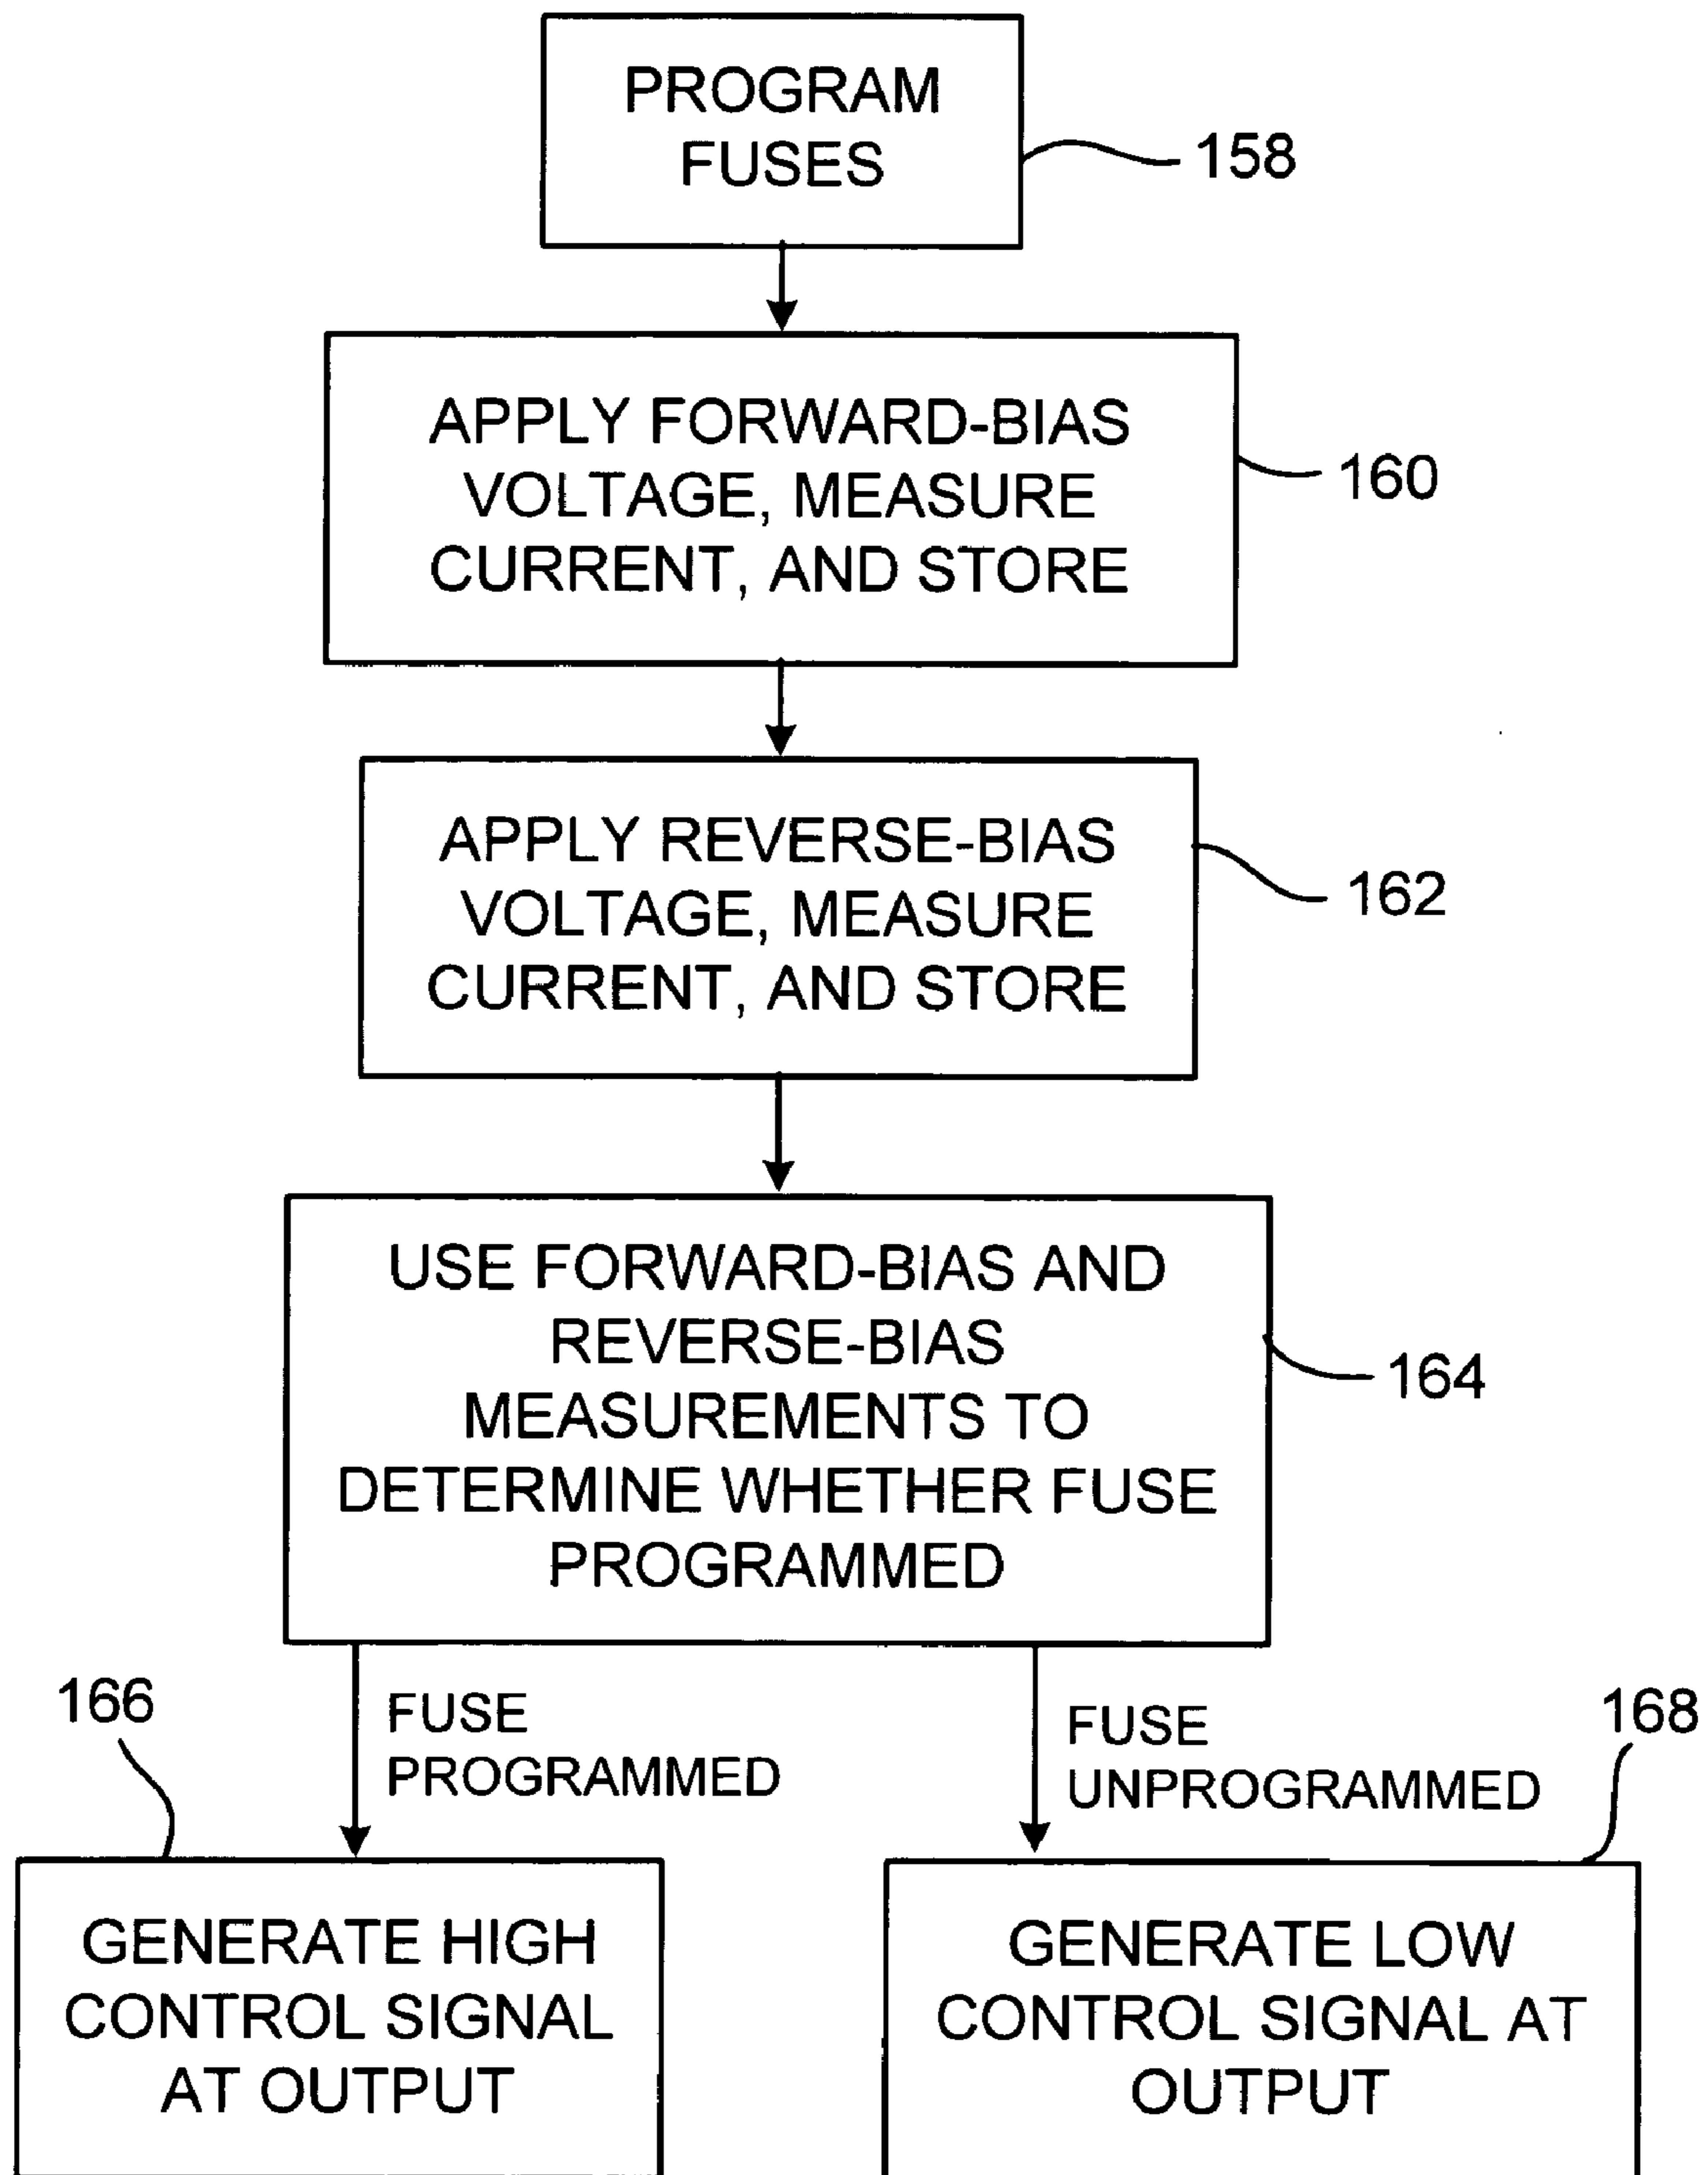 PROGRAM
FUSES
158
APPLY FORWARD-BIAS
VOLTAGE, MEASURE
CURRENT, AND STORE
160
APPLY REVERSE-BIAS
VOLTAGE, MEASURE
CURRENT, AND STORE
162
USE FORWARD-BIAS AND
REVERSE-BIAS
MEASUREMENTS TO
DETERMINE WHETHER FUSE
PROGRAMMED
164
166
FUSE
PROGRAMMED
FUSE
UNPROGRAMMED
168
GENERATE HIGH
CONTROL SIGNAL
AT OUTPUT
GENERATE LOW
CONTROL SIGNAL AT
OUTPUT